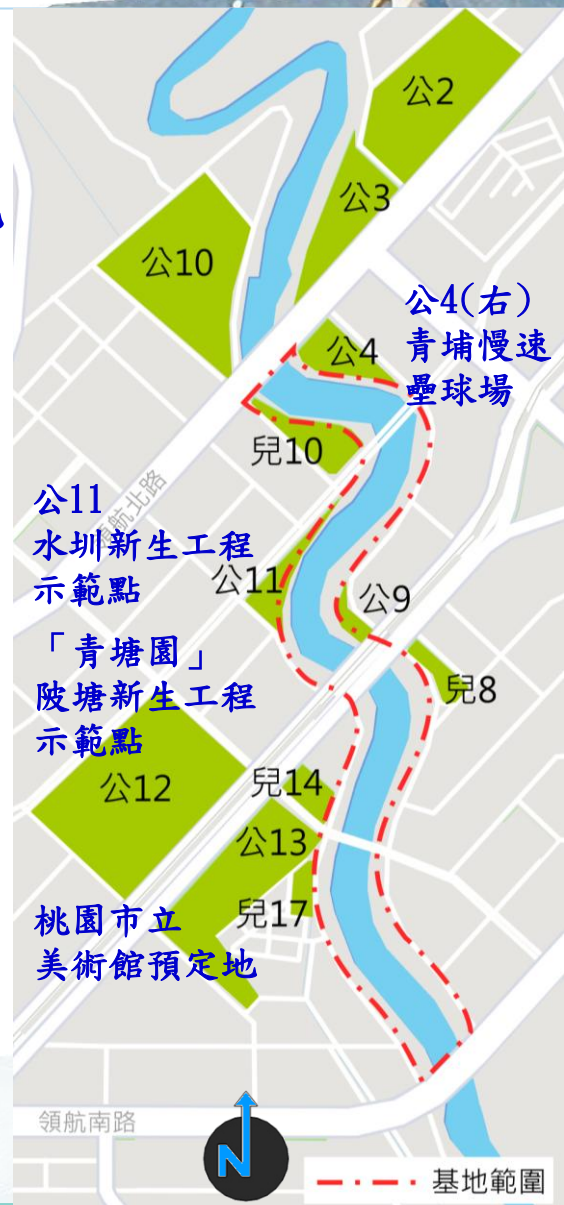 公2
公3
公10
公4(右)
青埔慢速
壘球場
公4
兒10
領航北路
公11
水圳新生工程
示範點
公11
公9
「青塘園」
陂塘新生工程
示範點
兒8
公12
兒14
公13
兒17
桃園市立
美術館預定地
領航南路
N
基地範圍